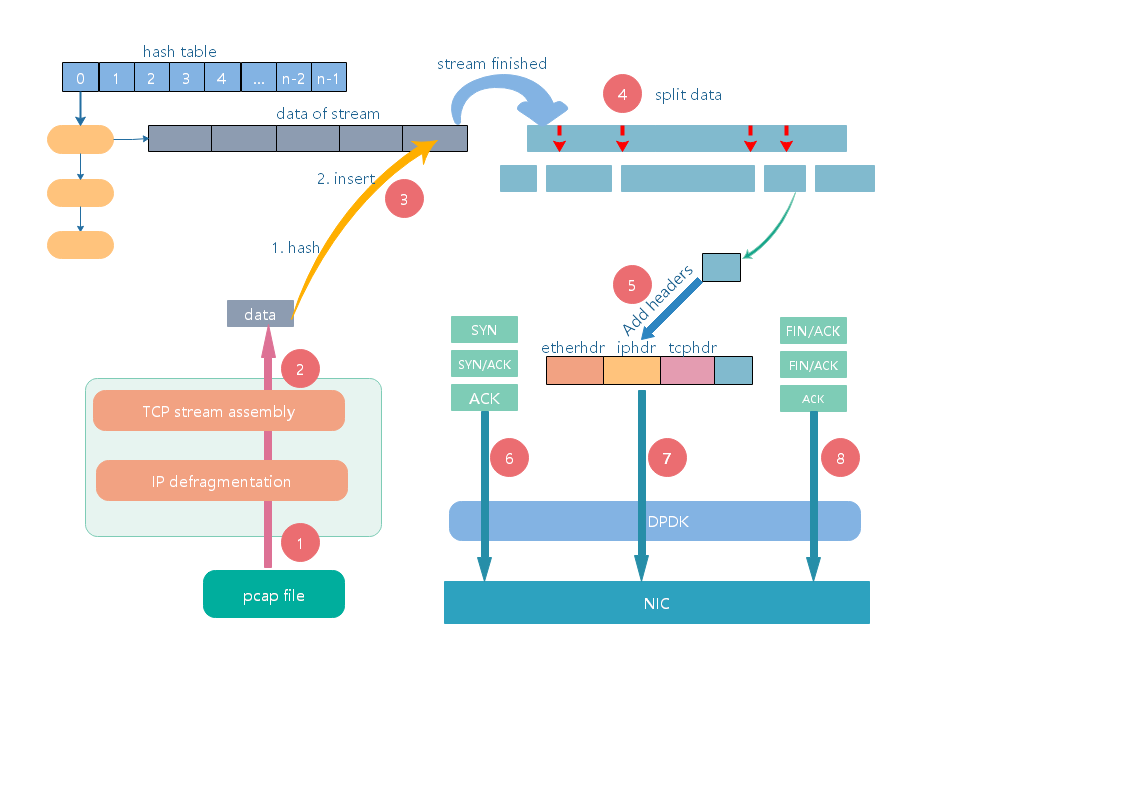 hash table
0 1 2 3 4 ... n-2 n-1
stream finished
4
split data
data of stream
2. insert
3
1. hash
5
Add headers
data
SYN
SYN/ACK
ACK
etherhdr iphdr tcphdr
FIN/ACK
FIN/ACK
ACK
2
TCP stream assembly
IP defragmentation
1
pcap file
6
7
8
DPDK
NIC